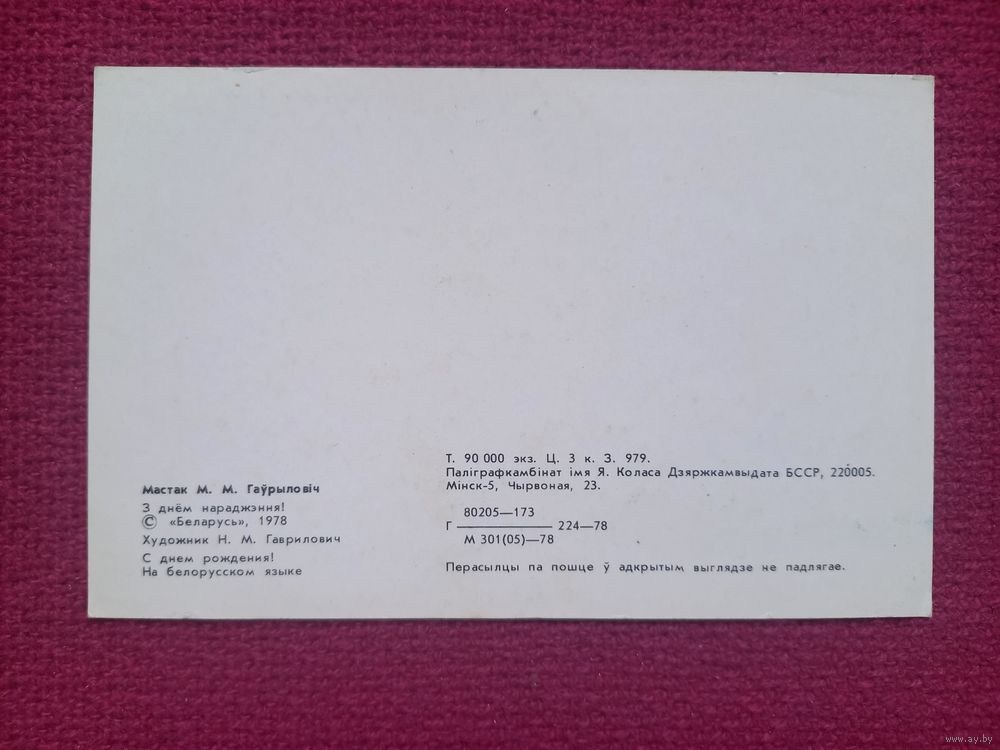 Мастак М. М. Гаўрыловіч
З днём нараджэння!
© «Беларусь», 1978
Художник Н. М. Гаврилович
С днем рождения!
На белорусском языке
Т. 90 000 экз. Ц. 3 к. З. 979.
Паліграфкамбінат імя Я. Коласа Дзяржкамвыдата БССР, 220005.
Мінск-5, Чырвоная, 23.
80205—173
Г ———— 224—78
М 301(05)—78
Перасылцы па пошце ў адкрытым выглядзе не падлягае.
www.ay.by